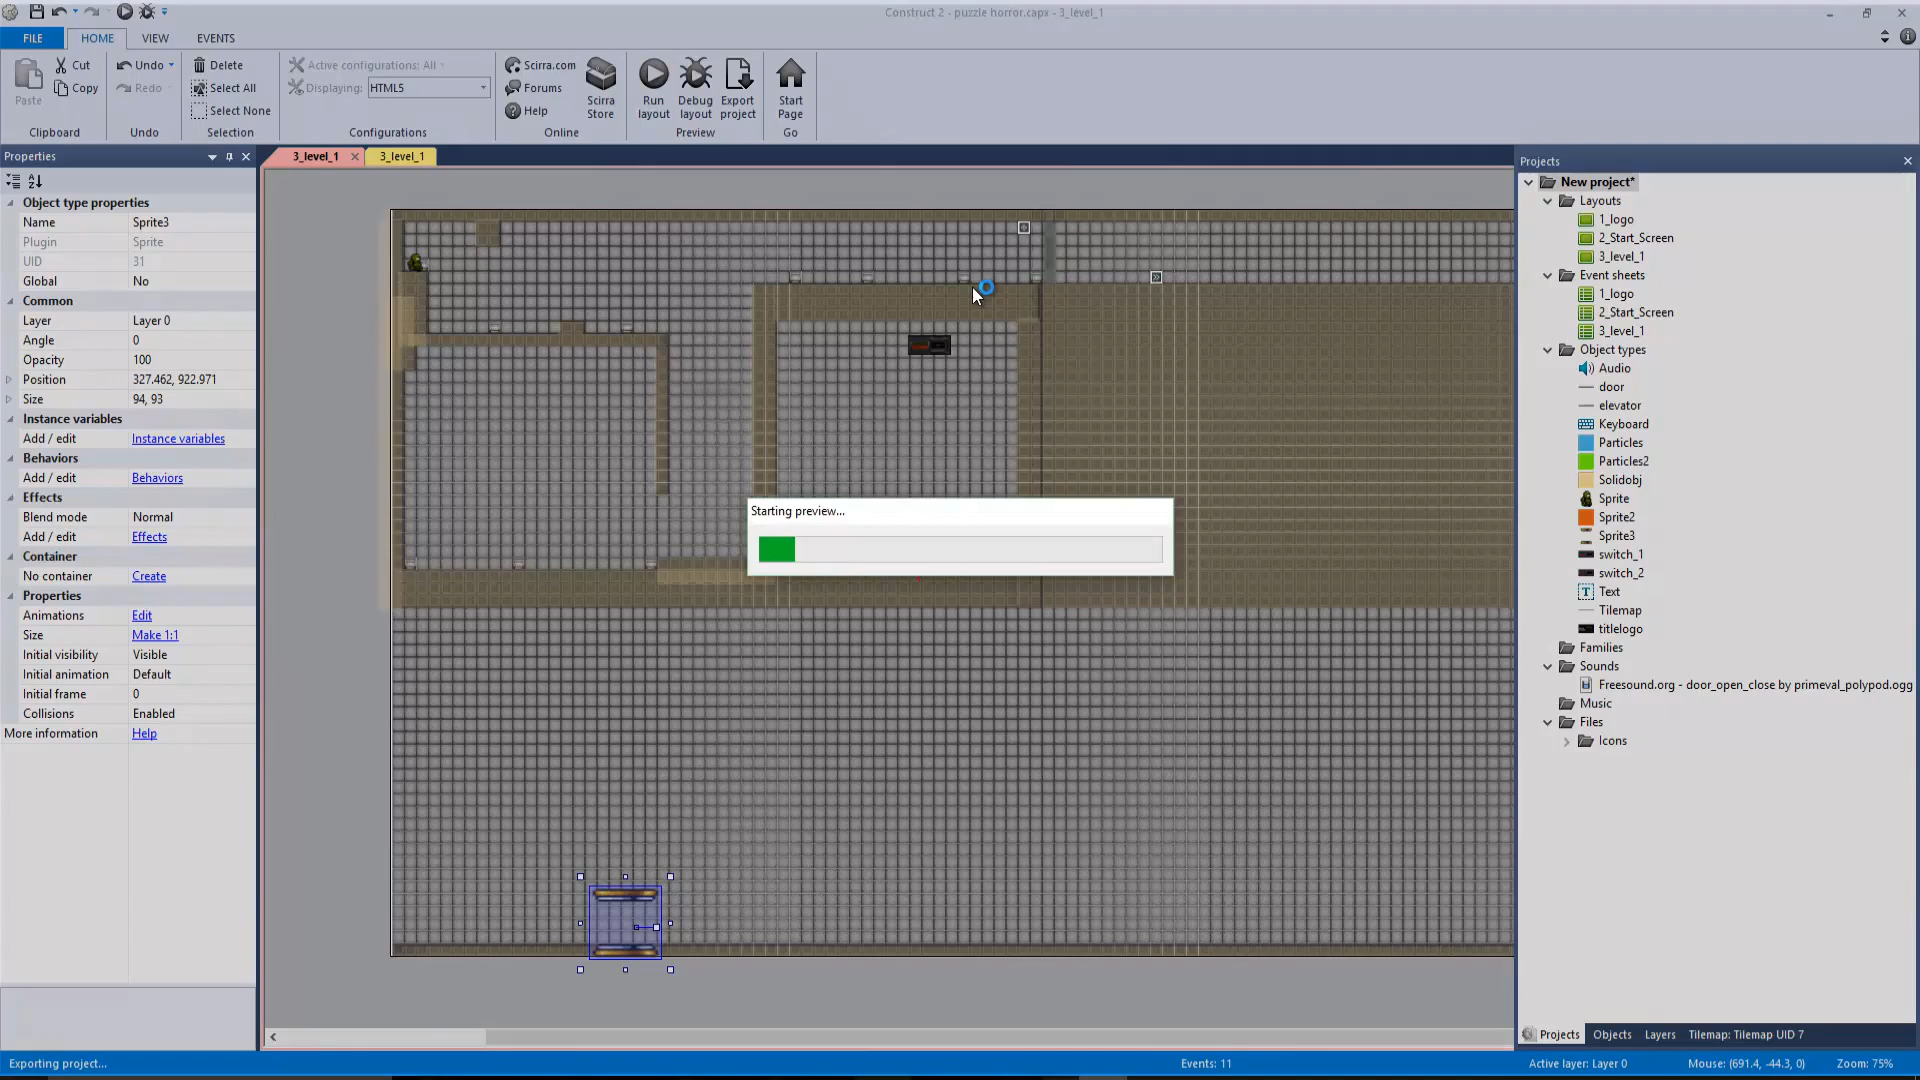 Construct 2 - puzzle horror.capx - 3_level_1
FILE
HOME
VIEW
EVENTS
Paste
Cut
Copy
Clipboard
Undo
Redo
Undo
Delete
Select All
Select None
Selection
Active configurations: All
Displaying:
HTML5
Configurations
Scirra.com
Forums
Help
Scirra Store
Online
Run layout
Debug layout
Export project
Preview
Start Page
Go
Properties
3_level_1
3_level_1
Projects
Object type properties
Name
Sprite3
Plugin
Sprite
UID
31
Global
No
Common
Layer
Layer 0
Angle
0
Opacity
100
Position
327.462, 922.971
Size
94, 93
Instance variables
Add / edit
Instance variables
Behaviors
Add / edit
Behaviors
Effects
Blend mode
Normal
Add / edit
Effects
Container
No container
Create
Properties
Animations
Edit
Size
Make 1:1
Initial visibility
Visible
Initial animation
Default
Initial frame
0
Collisions
Enabled
More information
Help
Starting preview...
New project*
Layouts
1_logo
2_Start_Screen
3_level_1
Event sheets
1_logo
2_Start_Screen
3_level_1
Object types
Audio
door
elevator
Keyboard
Particles
Particles2
Solidobj
Sprite
Sprite2
Sprite3
switch_1
switch_2
Text
Tilemap
titlelogo
Families
Sounds
Freesound.org - door_open_close by primeval_polypod.ogg
Music
Files
Icons
Projects
Objects
Layers
Tilemap: Tilemap UID 7
Exporting project...
Events: 11
Active layer: Layer 0
Mouse: (691.4, -44.3, 0)
Zoom: 75%